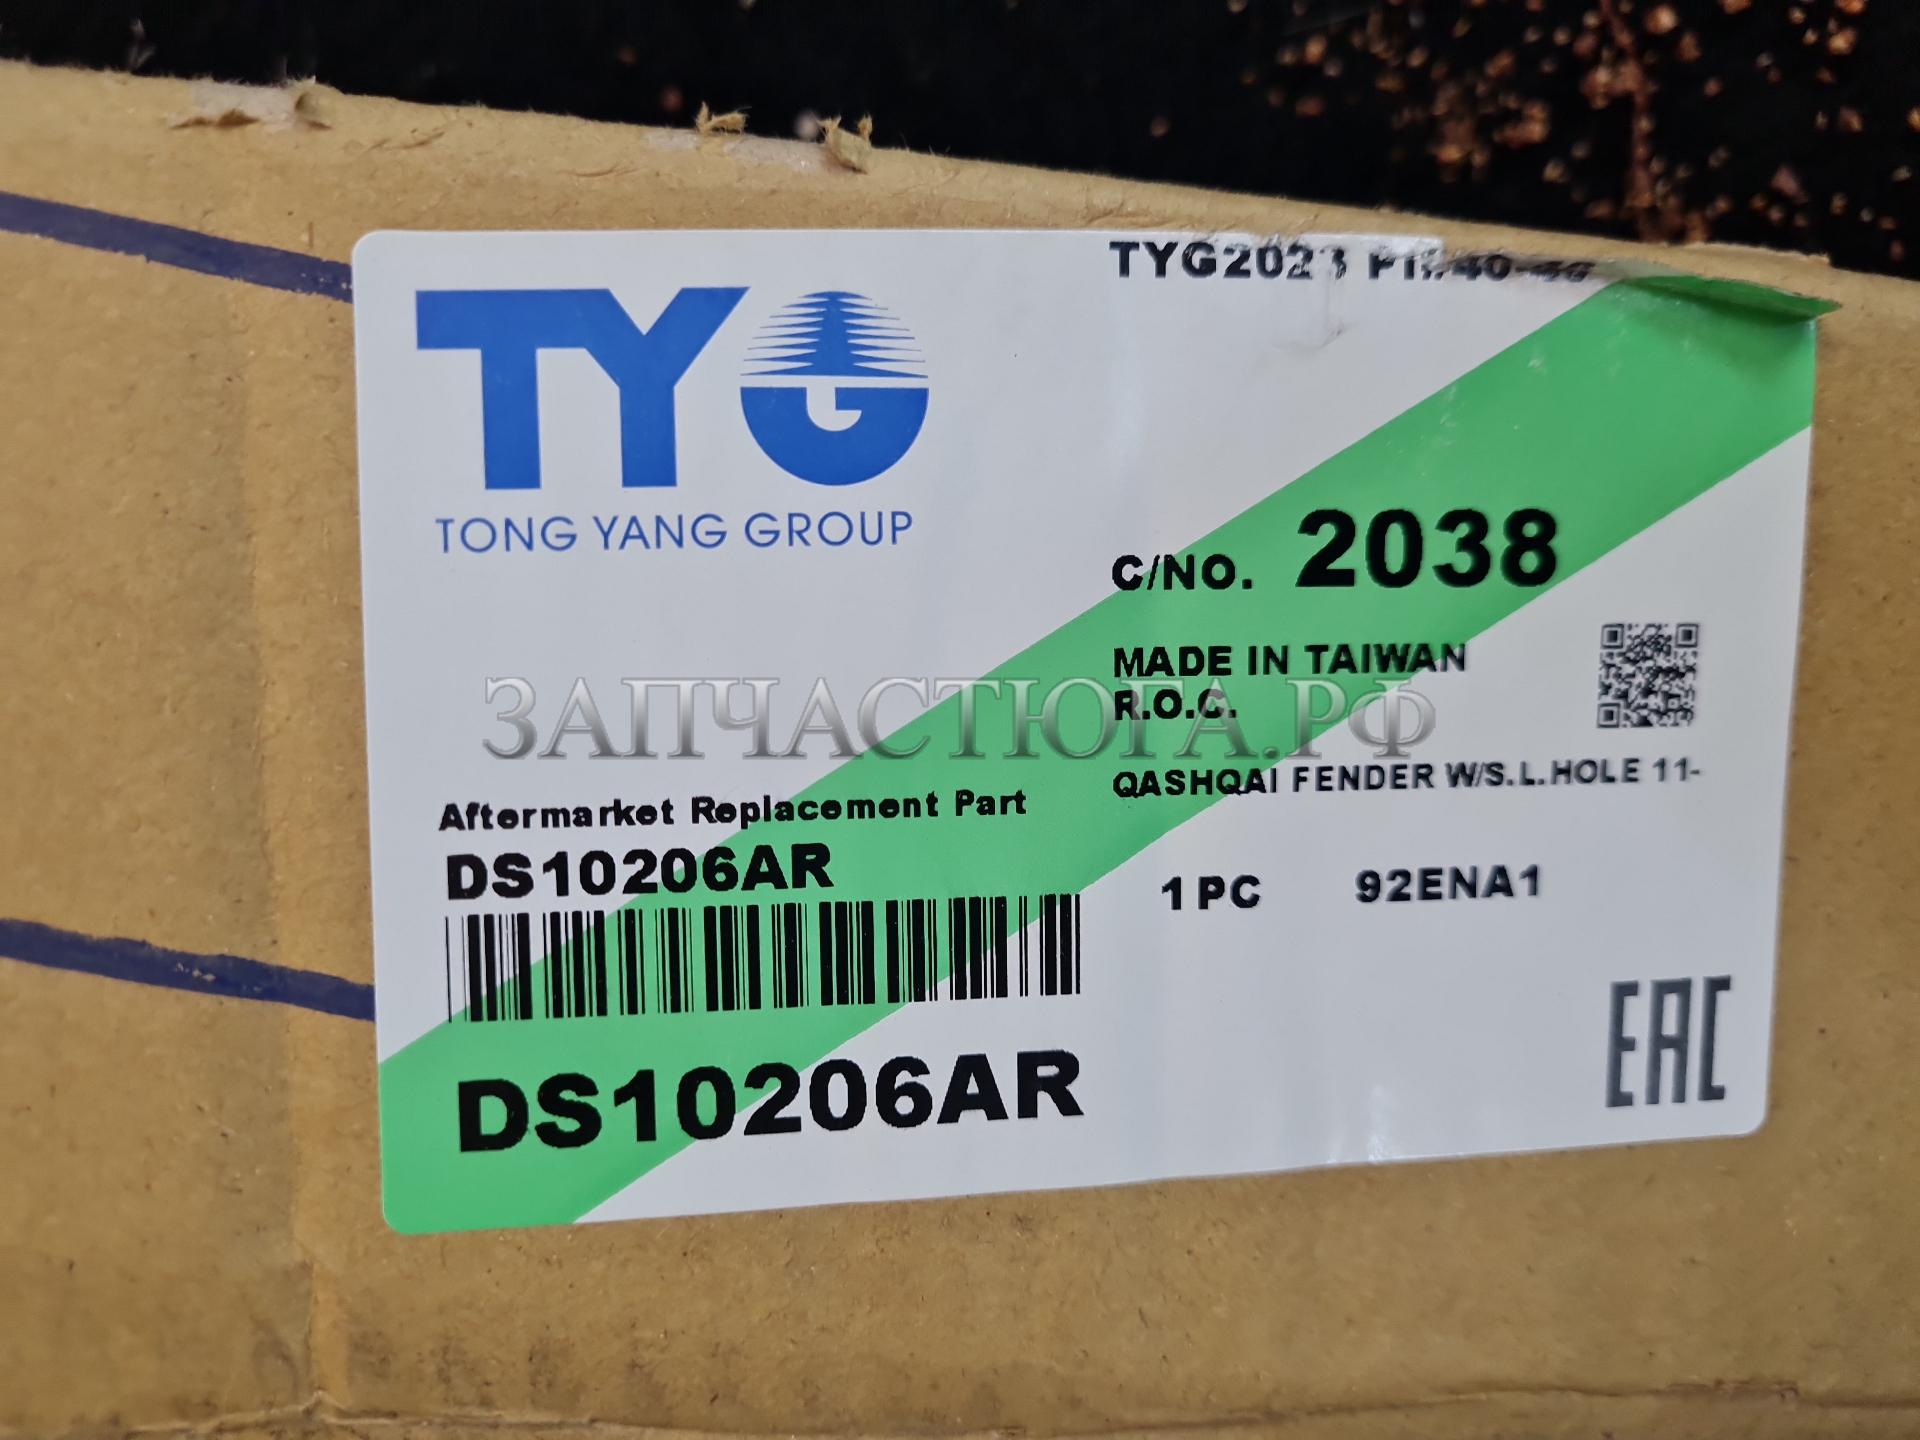 TYG2023
TYG
TONG YANG GROUP
C/NO. 2038
MADE IN TAIWAN
R.O.C.
ЗАПЧАСТЮГА.РФ
QASHQAI FENDER W/S.L.HOLE 11-
Aftermarket Replacement Part
DS10206AR
1 PC 92ENA1
DS10206AR
EAC